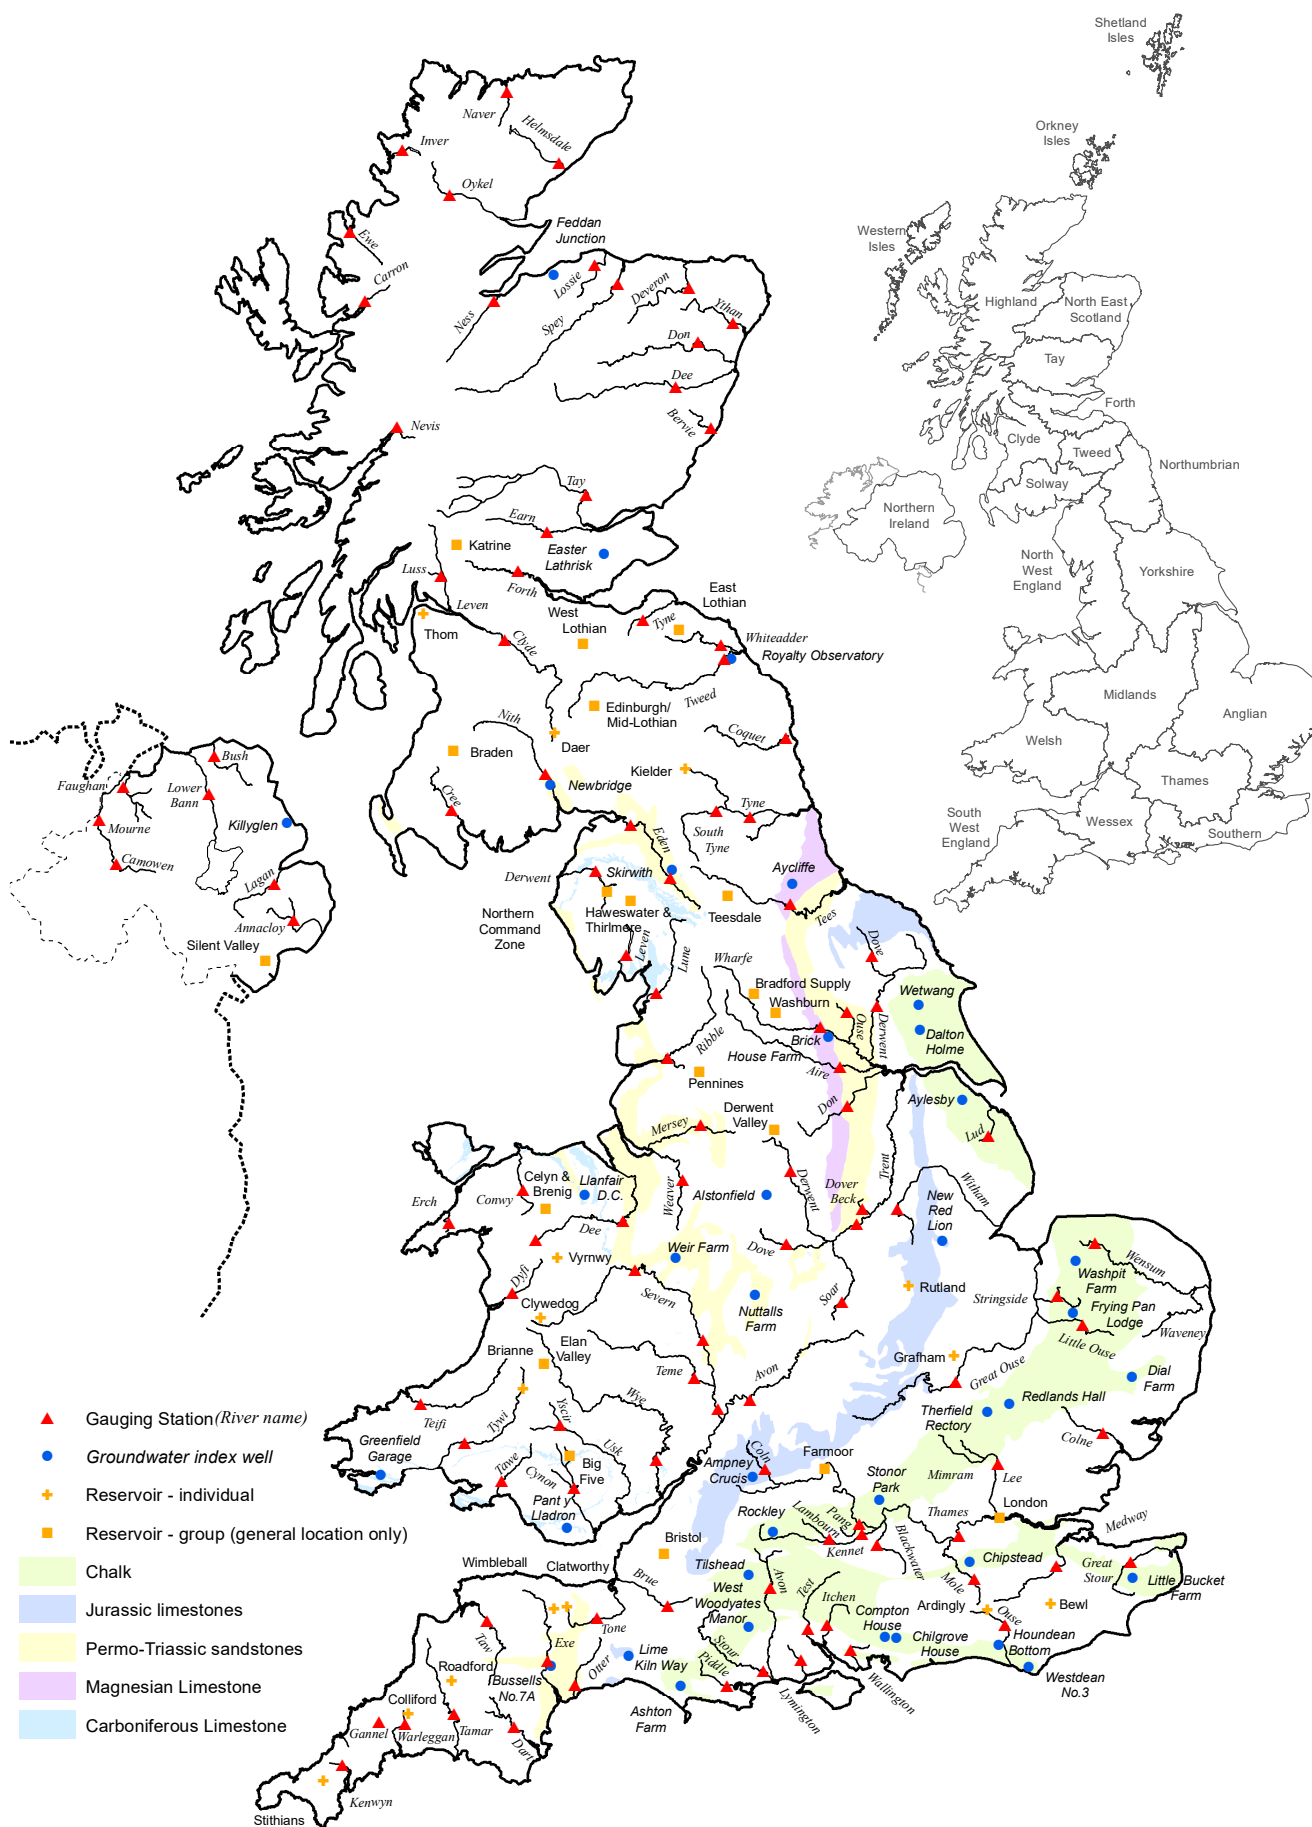 Shetland
Isles
Orkney
Isles
Western
Isles
Highland
North East
Scotland
Tay
Forth
Clyde
Tweed
Northumbrian
Solway
Northern
Ireland
North
West
England
Yorkshire
Midlands
Anglian
Welsh
Thames
South
West
England
Wessex
Southern
Naver
Helmsdale
Inver
Oykel
Ewe
Carron
Feddan
Junction
Lossie
Ness
Spey
Deveron
Ythan
Don
Dee
Bervie
Nevis
Tay
Earn
Easter
Lathrisk
Katrine
Luss
Leven
Forth
Thom
Clyde
West
Lothian
East
Lothian
Tyne
Whiteadder
Royalty Observatory
Tweed
Edinburgh/
Mid-Lothian
Nith
Daer
Braden
Coquet
Kielder
Newbridge
Cree
Bush
Faughan
Lower
Bann
Mourne
Killyglen
Camowen
Lagan
Annacloy
Silent Valley
Tyne
South
Tyne
Eden
Skirwith
Derwent
Aycliffe
Teesdale
Tees
Northern
Command
Zone
Haweswater &
Thirlmere
Leven
Lune
Wharfe
Dove
Bradford Supply
Washburn
Ouse
Derwent
Wetwang
Dalton
Holme
Brick
House Farm
Ribble
Aire
Pennines
Don
Aylesby
Lud
Derwent
Valley
Mersey
Weaver
Alstonfield
Derwent
Dover
Beck
Trent
New
Red
Lion
Witham
Celyn &
Brenig
Llanfair
D.C.
Conwy
Erch
Dee
Vyrnwy
Weir Farm
Dove
Dyfi
Severn
Clywedog
Nuttalls
Farm
Soar
Rutland
Stringside
Wensum
Washpit
Farm
Frying Pan
Lodge
Waveney
Little Ouse
Brianne
Elan
Valley
Teme
Avon
Grafham
Great Ouse
Dial
Farm
Redlands Hall
Therfield
Rectory
Colne
Teifi
Tywi
Yscir
Wye
Usk
Greenfield
Garage
Tawe
Cynon
Big
Five
Pant y
Lladron
Coln
Ampney
Crucis
Farmoor
Stonor
Park
Mimram
Lee
London
Thames
Medway
Bristol
Rockley
Lambourn
Pang
Kennet
Blackwater
Chipstead
Mole
Great
Stour
Little Bucket
Farm
Bewl
Ardingly
Ouse
Tilshead
West
Woodyates
Manor
Avon
Test
Itchen
Compton
House
Chilgrove
House
Houndean
Bottom
Westdean
No.3
Wimbleball
Clatworthy
Brue
Tone
Taw
Exe
Lime
Kiln Way
Stour
Piddle
Wallington
Lymington
Otter
Ashton
Farm
Roadford
Bussells
No.7A
Colliford
Gannel
Warleggan
Tamar
Dart
Kenwyn
Stithians
Gauging Station (River name)
Groundwater index well
Reservoir - individual
Reservoir - group (general location only)
Chalk
Jurassic limestones
Permo-Triassic sandstones
Magnesian Limestone
Carboniferous Limestone